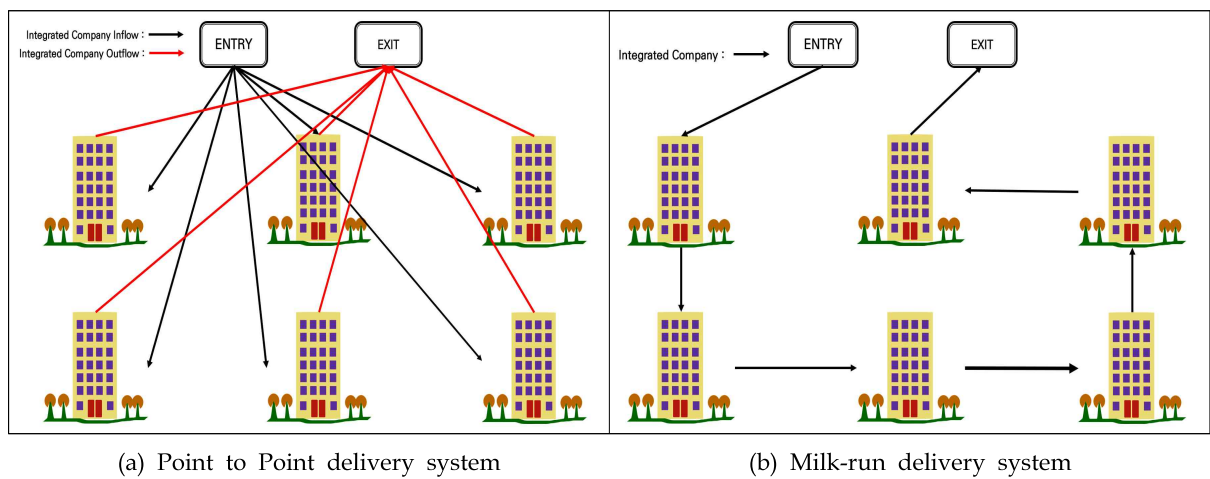 Integrated Company Inflow :
Integrated Company Outflow :
ENTRY
EXIT
Integrated Company :
ENTRY
EXIT
(a) Point to Point delivery system
(b) Milk-run delivery system